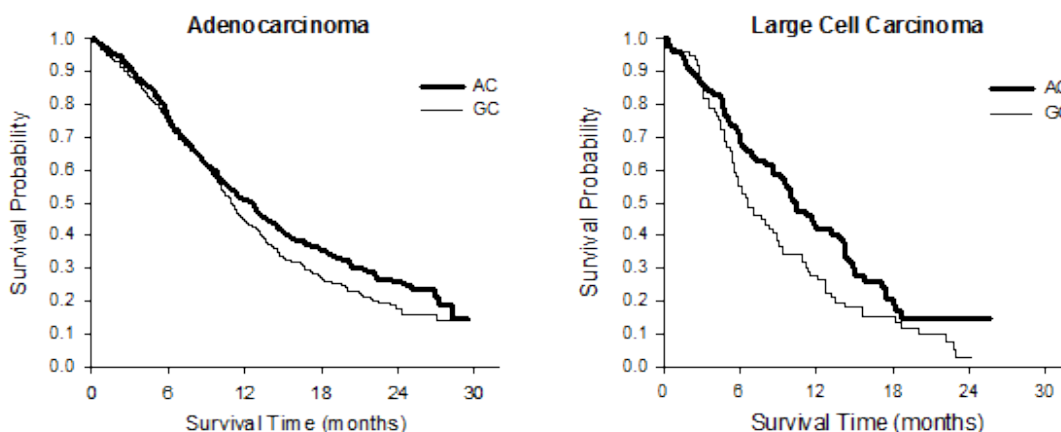 Adenocarcinoma
Survival Probability
1.0
0.9
0.8
0.7
0.6
0.5
0.4
0.3
0.2
0.1
0.0
AC
GC
0 6 12 18 24 30
Survival Time (months)
Large Cell Carcinoma
Survival Probability
1.0
0.9
0.8
0.7
0.6
0.5
0.4
0.3
0.2
0.1
0.0
AC
GC
0 6 12 18 24 30
Survival Time (months)